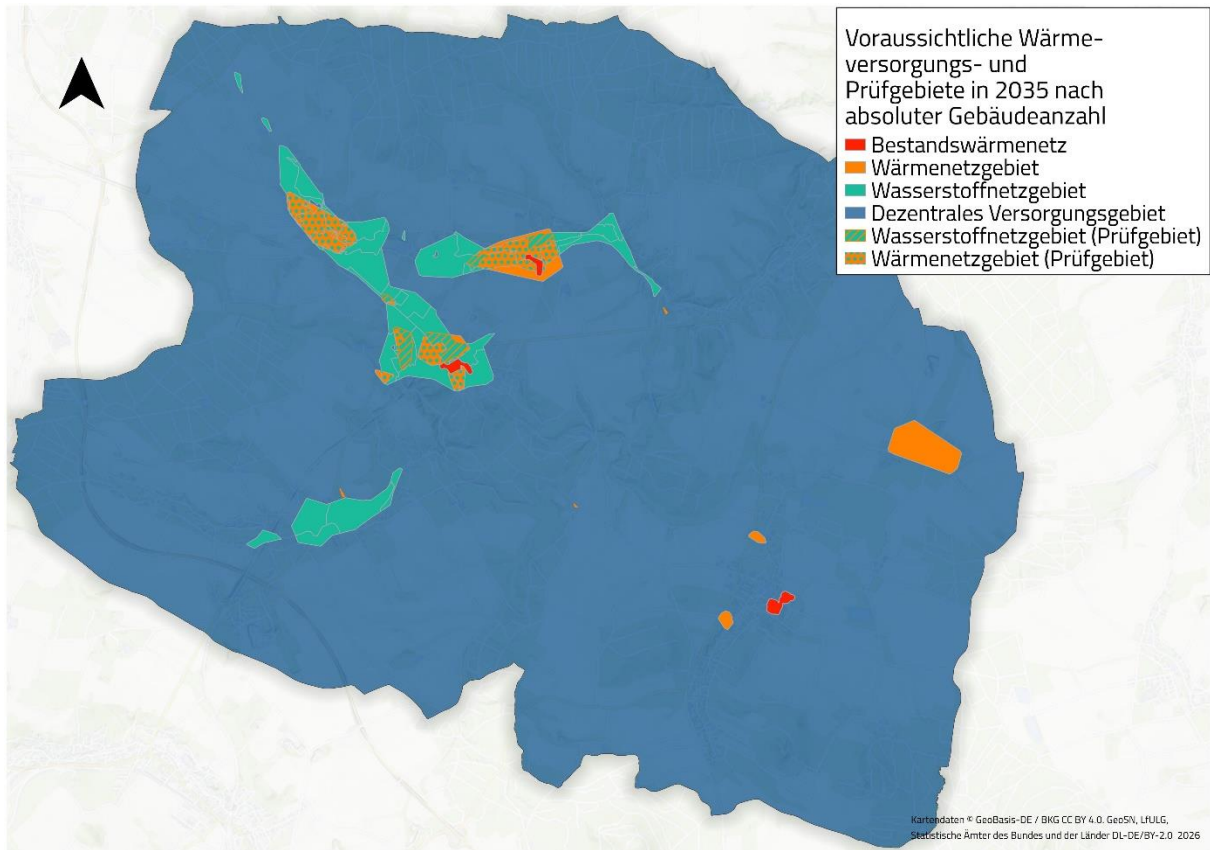 Voraussichtliche Wärme-
versorgungs- und
Prüfgebiete in 2035 nach
absoluter Gebäudeanzahl
Bestandswärmenetz
Wärmenetzgebiet
Wasserstoffnetzgebiet
Dezentrales Versorgungsgebiet
Wasserstoffnetzgebiet (Prüfgebiet)
Wärmenetzgebiet (Prüfgebiet)
Kartendaten © GeoBasis-DE / BKG CC BY 4.0. GeoSN, LfULG,
Statistische Ämter des Bundes und der Länder DL-DE/BY-2.0 2026